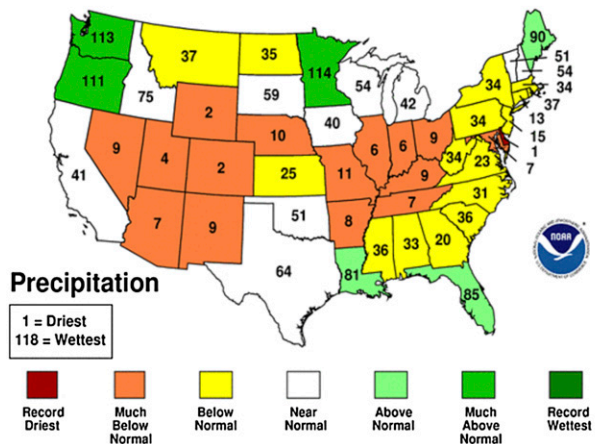 113
111
37
35
114
90
75
59
54
42
51
54
34
37
34
2
40
34
13
15
1
7
41
9
4
2
10
25
11
6
6
9
9
34
23
7
9
51
8
7
31
36
64
81
36
33
20
85
NOAA
Precipitation
1 = Driest
118 = Wettest
Record
Driest
Much
Below
Normal
Below
Normal
Near
Normal
Above
Normal
Much
Above
Normal
Record
Wettest